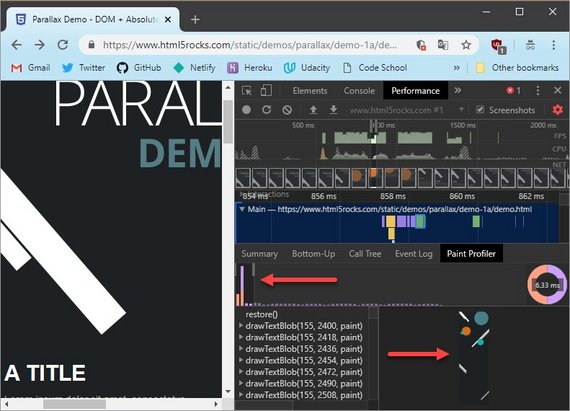 Parallax Demo - DOM + Absolute
https://www.html5rocks.com/static/demos/parallax/demo-1a/de...
1
Gmail Twitter GitHub Netlify Heroku Udacity Code School » Other bookmarks
Elements Console Performance » 1
www.html5rocks.com #1 Screenshots
500 ms 00 ms 1500 ms 2000 ms
FPS
CPU
NET
854 ms 856 ms 858 ms 860 ms 862 ms
Main — https://www.html5rocks.com/static/demos/parallax/demo-1a/demo.html
Summary Bottom-Up Call Tree Event Log Paint Profiler
6.33 ms
restore()
drawTextBlob(155, 2400, paint)
drawTextBlob(155, 2418, paint)
drawTextBlob(155, 2436, paint)
drawTextBlob(155, 2454, paint)
drawTextBlob(155, 2472, paint)
drawTextBlob(155, 2490, paint)
drawTextBlob(155, 2508, paint)
PARAL
DEM
A TITLE